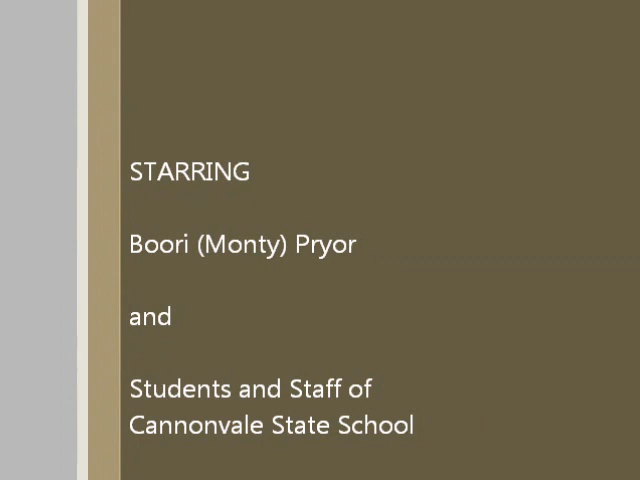 STARRING
Boori (Monty) Pryor
and
Students and Staff of
Cannonvale State School